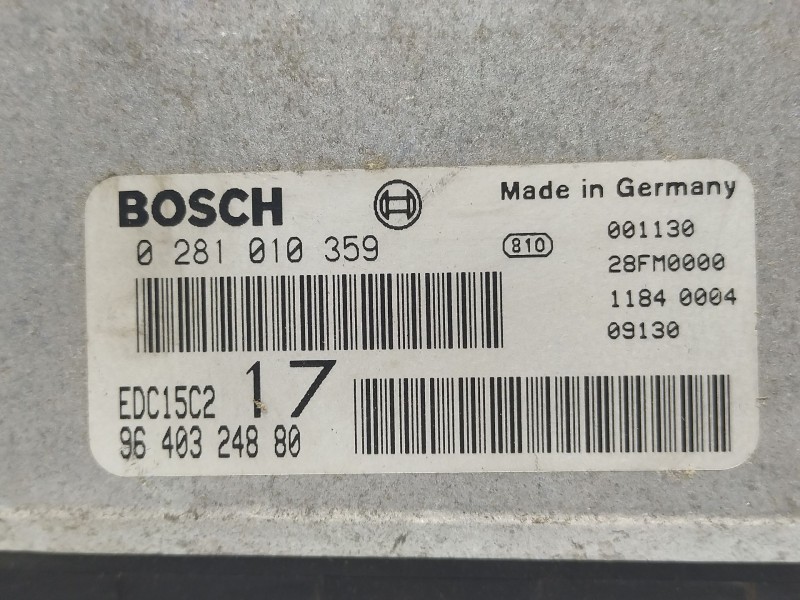 BOSCH
Made in Germany
0 281 010 359
810
001130
28FM0000
1184 0004
09130
EDC15C2
17
96 403 248 80